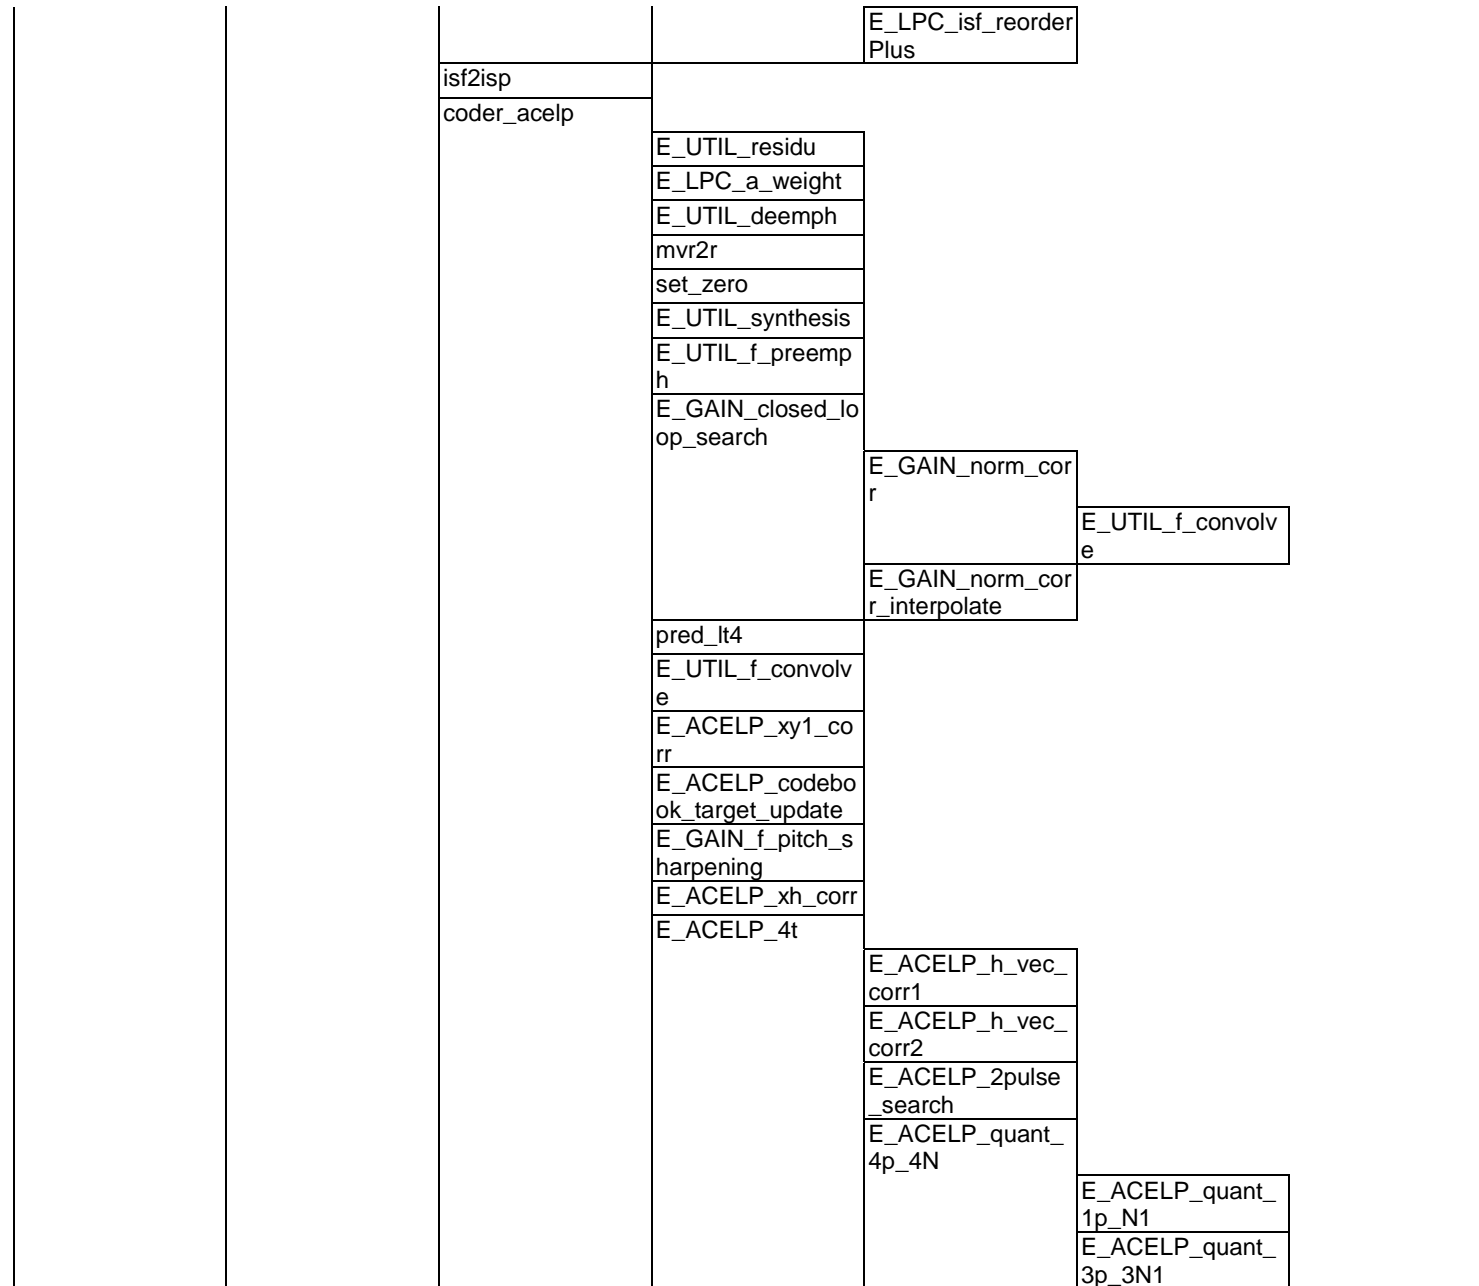 E_LPC_isf_reorder
Plus
isf2isp
coder_acelp
E_UTIL_residu
E_LPC_a_weight
E_UTIL_deemph
mvr2r
set_zero
E_UTIL_synthesis
E_UTIL_f_preemp
h
E_GAIN_closed_lo
op_search
E_GAIN_norm_cor
r
E_UTIL_f_convolv
e
E_GAIN_norm_cor
r_interpolate
pred_lt4
E_UTIL_f_convolv
e
E_ACELP_xy1_co
rr
E_ACELP_codebo
ok_target_update
E_GAIN_f_pitch_s
harpening
E_ACELP_xh_corr
E_ACELP_4t
E_ACELP_h_vec_
corr1
E_ACELP_h_vec_
corr2
E_ACELP_2pulse
_search
E_ACELP_quant_
4p_4N
E_ACELP_quant_
1p_N1
E_ACELP_quant_
3p_3N1